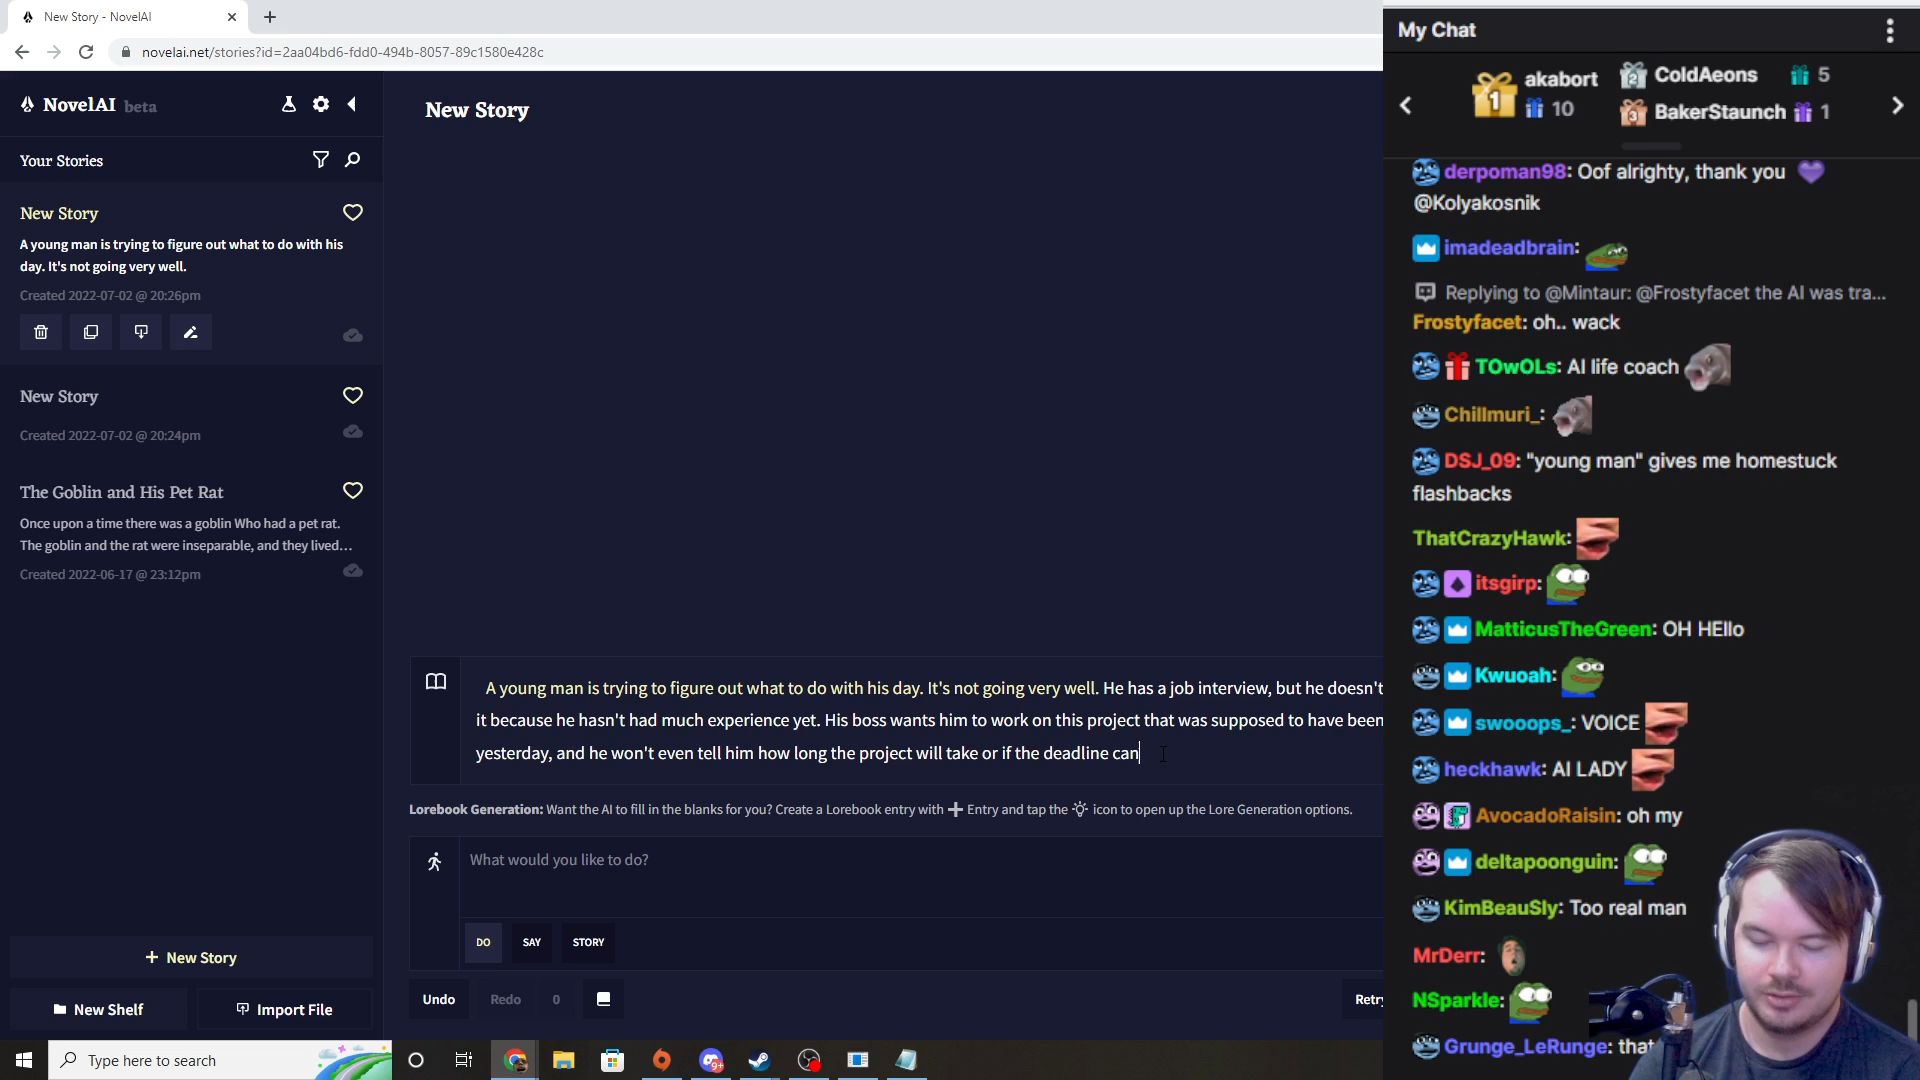 New Story - NovelAI
novelai.net/stories?id=2aa04bd6-fdd0-494b-8057-89c1580e428c
NovelAI beta
Your Stories
New Story
A young man is trying to figure out what to do with his
day. It's not going very well.
Created 2022-07-02 @ 20:26pm
New Story
Created 2022-07-02 @ 20:24pm
The Goblin and His Pet Rat
Once upon a time there was a goblin Who had a pet rat.
The goblin and the rat were inseparable, and they lived...
Created 2022-06-17 @ 23:12pm
+ New Story
New Shelf
Import File
New Story
A young man is trying to figure out what to do with his day. It's not going very well. He has a job interview, but he doesn't
it because he hasn't had much experience yet. His boss wants him to work on this project that was supposed to have been
yesterday, and he won't even tell him how long the project will take or if the deadline can
Lorebook Generation: Want the AI to fill in the blanks for you? Create a Lorebook entry with + Entry and tap the icon to open up the Lore Generation options.
What would you like to do?
DO SAY STORY
Undo Redo 0
Retry
Type here to search
9+
My Chat
1 akabort 10
2 ColdAeons 5
3 BakerStaunch 1
derpoman98: Oof alrighty, thank you
@Kolyakosnik
imadeadbrain:
Replying to @Mintaur: @Frostyfacet the AI was tra...
Frostyfacet: oh.. wack
TOwOLs: AI life coach
Chillmuri_:
DSJ_09: "young man" gives me homestuck
flashbacks
ThatCrazyHawk:
itsgirp:
MatticusTheGreen: OH HEllo
Kwuoah:
swooops_: VOICE
heckhawk: AI LADY
AvocadoRaisin: oh my
deltapoonguin:
KimBeauSly: Too real man
MrDerr:
NSparkle:
Grunge_LeRunge: that